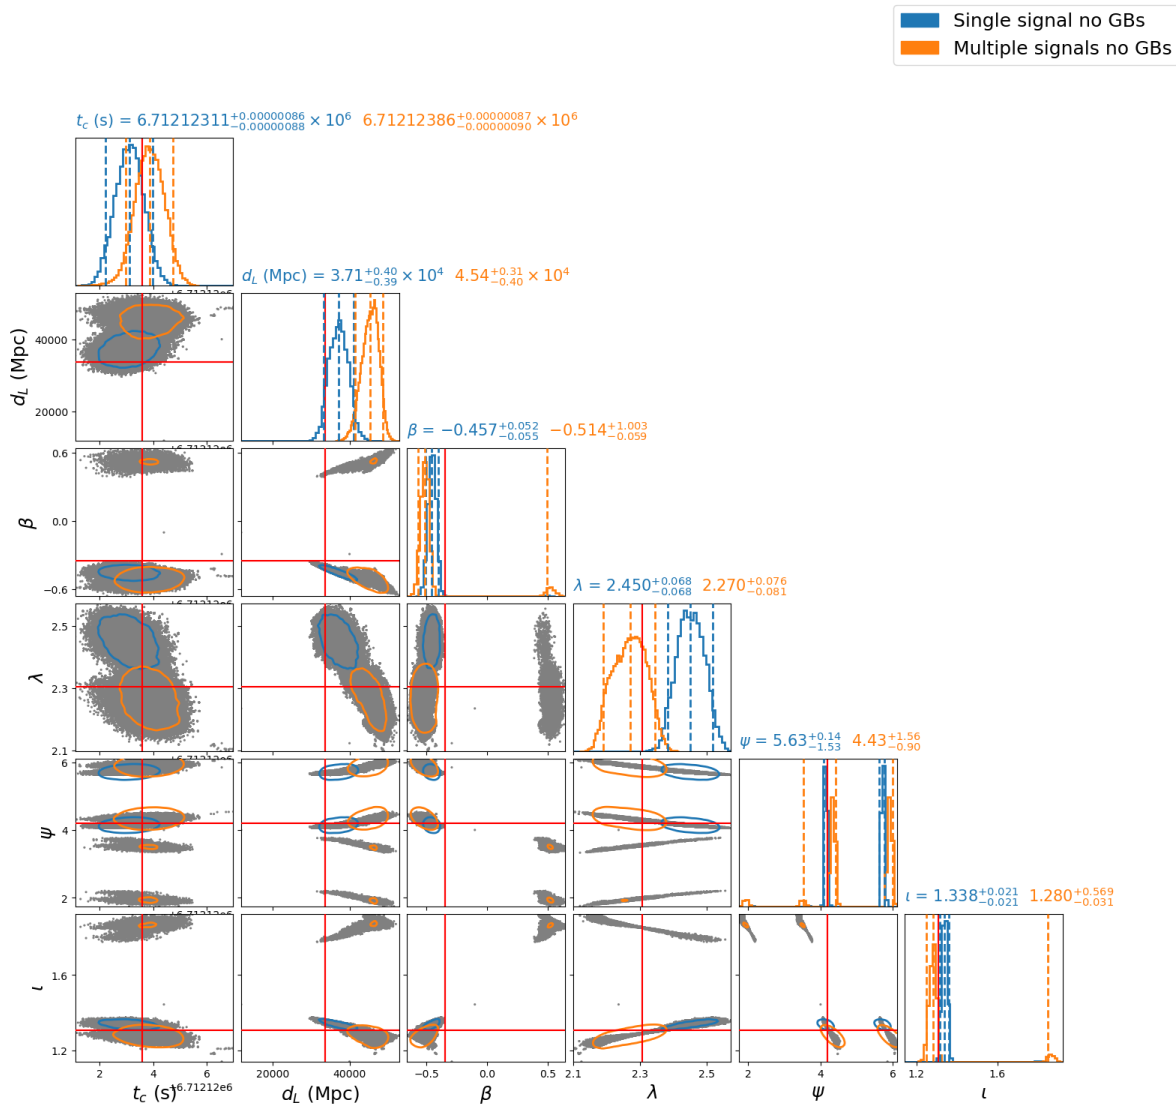 Single signal no GBs
Multiple signals no GBs
t_c (s) = 6.71212311^{+0.00000086}_{-0.00000088} × 10^6 6.71212386^{+0.00000087}_{-0.00000090} × 10^6
d_L (Mpc) = 3.71^{+0.40}_{-0.39} × 10^4 4.54^{+0.31}_{-0.40} × 10^4
d_L (Mpc)
40000
20000
β = −0.457^{+0.052}_{-0.055} −0.514^{+1.003}_{-0.059}
β
0.6
0.0
−0.6
λ = 2.450^{+0.068}_{-0.068} 2.270^{+0.076}_{-0.081}
λ
2.5
2.3
2.1
ψ = 5.63^{+0.14}_{-1.53} 4.43^{+1.56}_{-0.90}
ψ
6
4
2
ι = 1.338^{+0.021}_{-0.021} 1.280^{+0.569}_{-0.031}
ι
1.6
1.2
2 4 6 20000 40000 −0.5 0.0 0.5 2.1 2.3 2.5 2 4 6 1.2 1.6
t_c (s) +6.71212e6 d_L (Mpc) β λ ψ ι